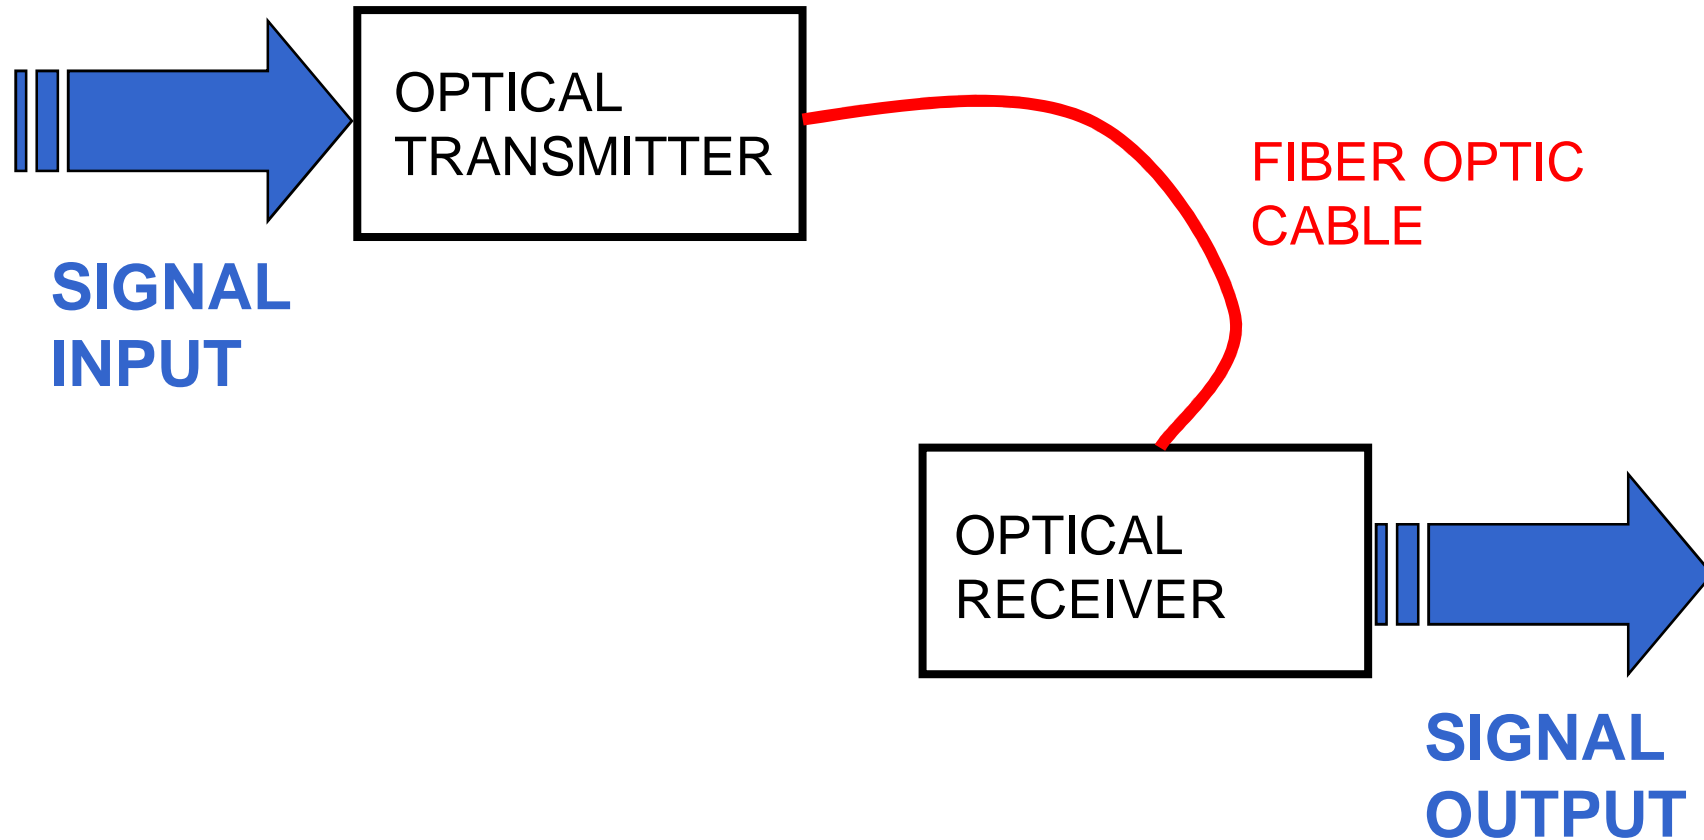 OPTICAL
TRANSMITTER
FIBER OPTIC
CABLE
SIGNAL
INPUT
OPTICAL
RECEIVER
SIGNAL
OUTPUT